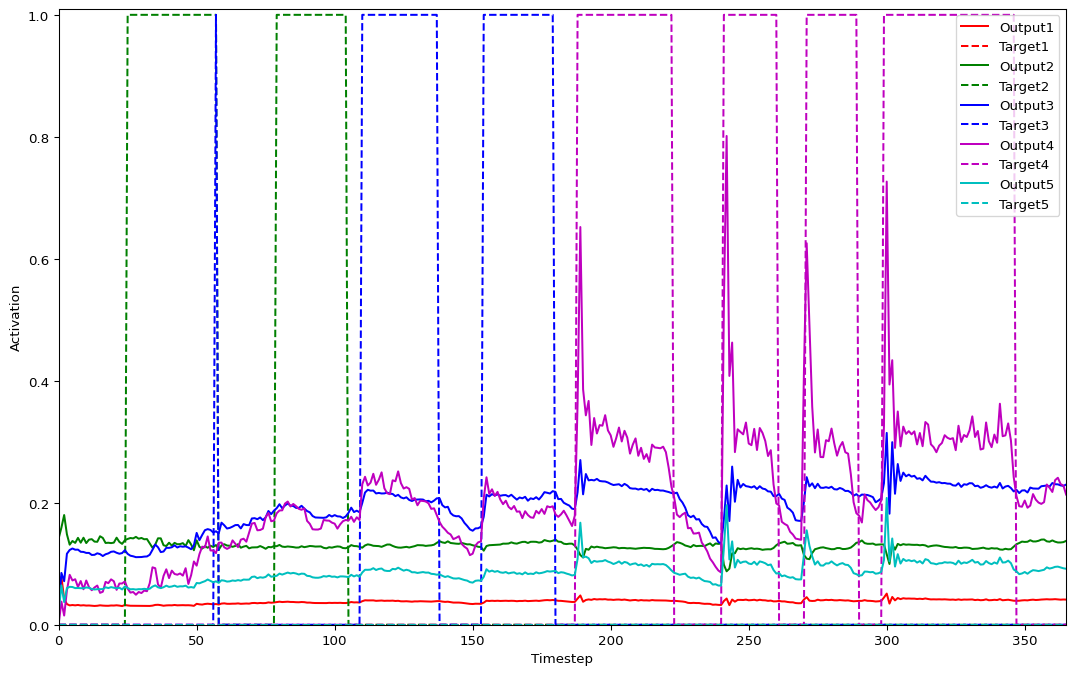 1.0
0.8
0.6
0.4
0.2
0.0
Activation
0 50 100 150 200 250 300 350
Timestep
Output1
Target1
Output2
Target2
Output3
Target3
Output4
Target4
Output5
Target5